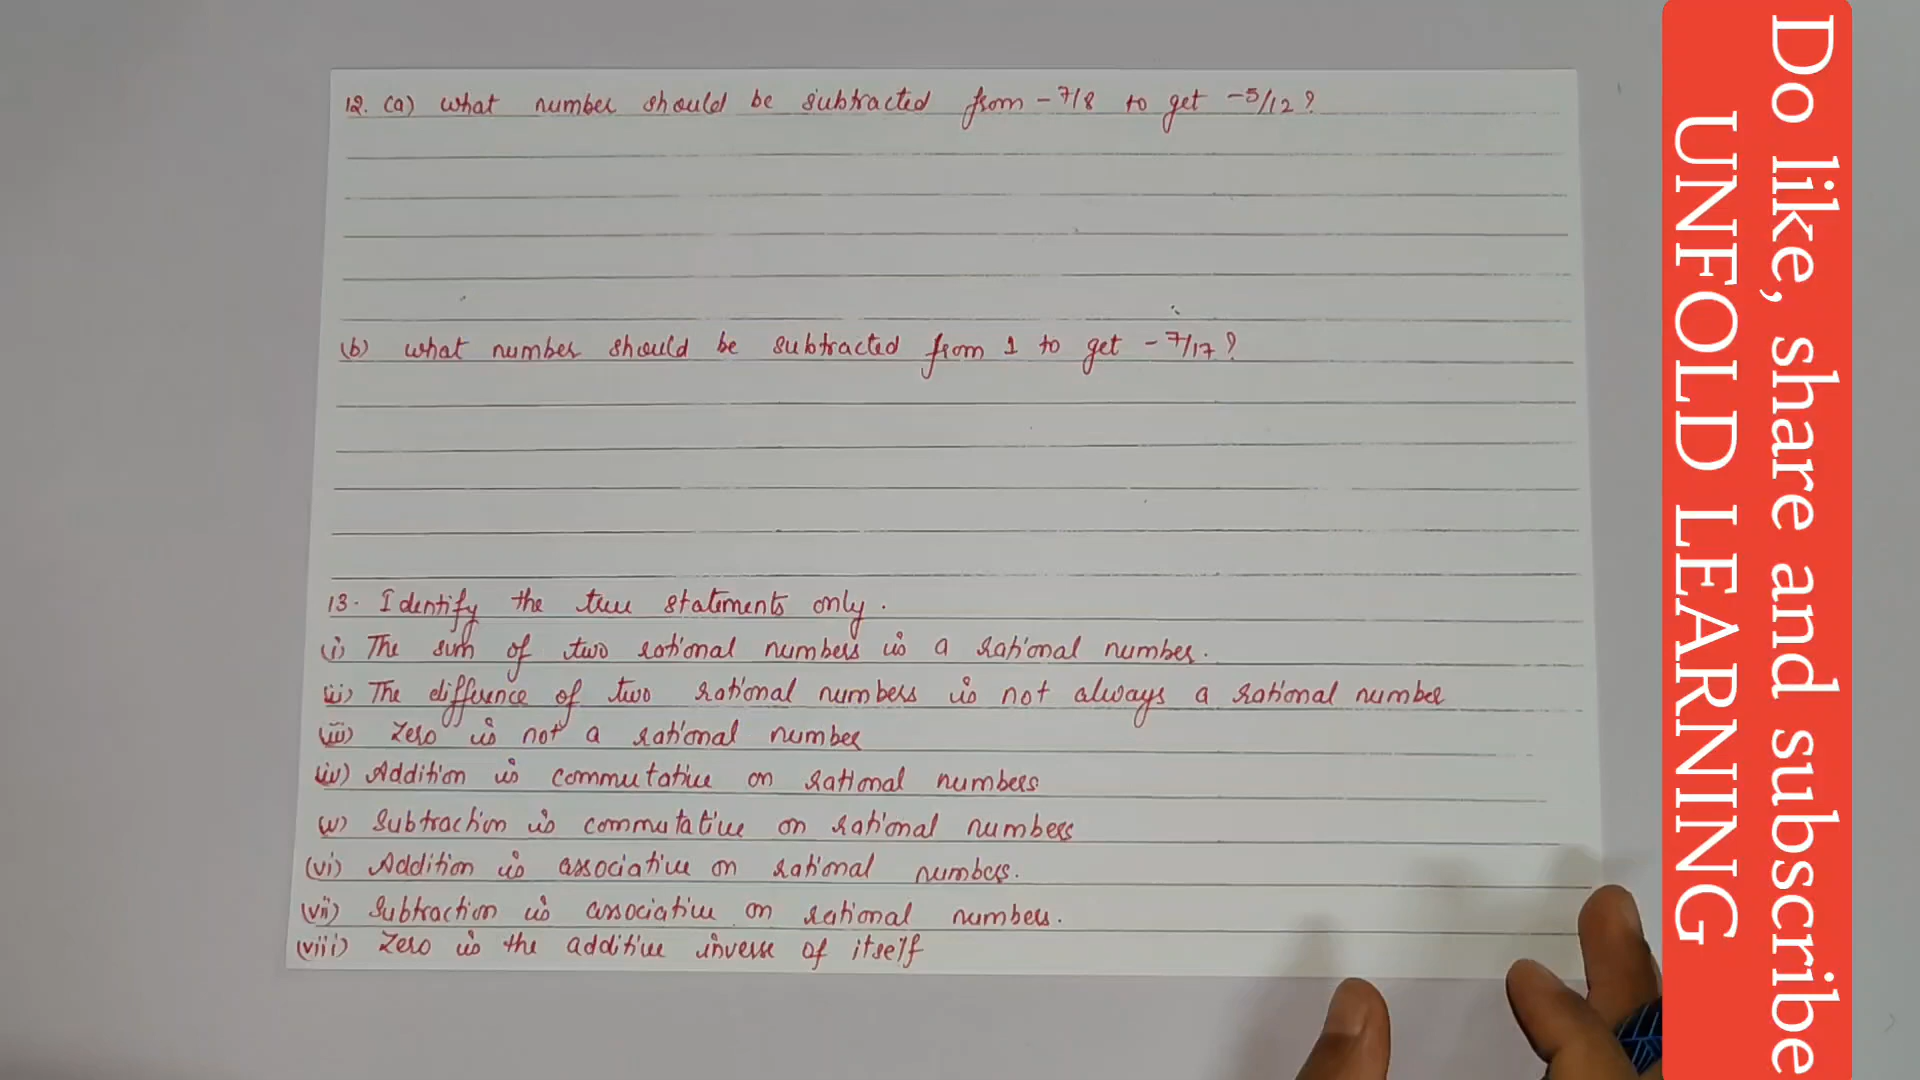 12. (a) what number should be subtracted from - 7/8 to get -5/12 ?
(b) what number should be subtracted from 1 to get - 7/17 ?
13. Identify the true statements only.
(i) The sum of two rational numbers is a rational number.
(ii) The difference of two rational numbers is not always a rational number
(iii) Zero is not a rational number
(iv) Addition is commutative on rational numbers
(v) Subtraction is commutative on rational numbers
(vi) Addition is associative on rational numbers.
(vii) Subtraction is associative on rational numbers.
(viii) Zero is the additive inverse of itself
Do like, share and subscribe
UNFOLD LEARNING